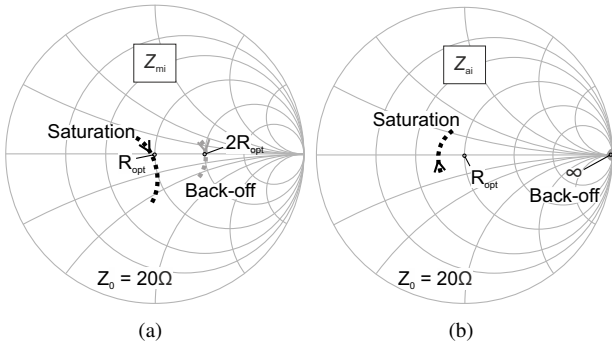 Z_mi
Saturation
R_opt
2R_opt
Back-off
Z_0 = 20Ω
(a)
Z_ai
Saturation
R_opt
∞
Back-off
Z_0 = 20Ω
(b)